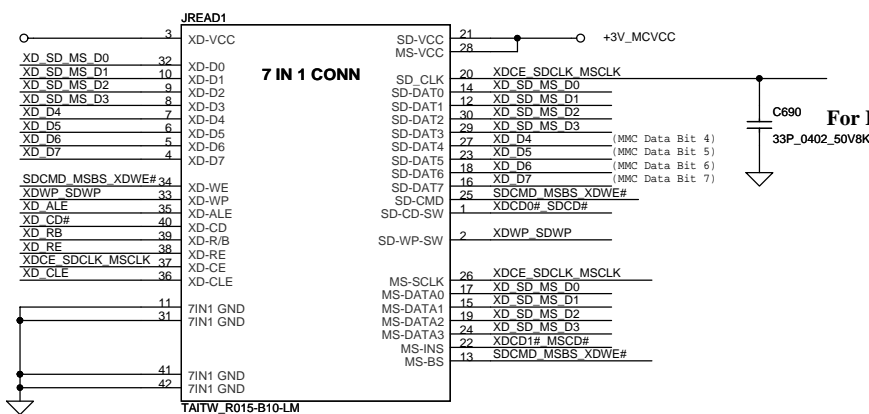 JREAD1
3 XD-VCC
SD-VCC 21 +3V_MCVCC
MS-VCC 28
7 IN 1 CONN
XD_SD_MS_D0 32 XD-D0
XD_SD_MS_D1 10 XD-D1
XD_SD_MS_D2 9 XD-D2
XD_SD_MS_D3 8 XD-D3
XD_D4 7 XD-D4
XD_D5 6 XD-D5
XD_D6 5 XD-D6
XD_D7 4 XD-D7
SD_CLK 20 XDCE_SDCLK_MSCLK
SD-DAT0 14 XD_SD_MS_D0
SD-DAT1 12 XD_SD_MS_D1
SD-DAT2 30 XD_SD_MS_D2
SD-DAT3 29 XD_SD_MS_D3
SD-DAT4 27 XD_D4 (MMC Data Bit 4)
SD-DAT5 23 XD_D5 (MMC Data Bit 5)
SD-DAT6 18 XD_D6 (MMC Data Bit 6)
SD-DAT7 16 XD_D7 (MMC Data Bit 7)
SD-CMD 25 SDCMD_MSBS_XDWE#
SD-CD-SW 1 XDCD0#_SDCD#
SD-WP-SW 2 XDWP_SDWP
C690
33P_0402_50V8K
For
SDCMD_MSBS_XDWE# 34 XD-WE
XDWP_SDWP 33 XD-WP
XD_ALE 35 XD-ALE
XD_CD# 40 XD-CD
XD_RB 39 XD-R/B
XD_RE 38 XD-RE
XDCE_SDCLK_MSCLK 37 XD-CE
XD_CLE 36 XD-CLE
MS-SCLK 26 XDCE_SDCLK_MSCLK
MS-DATA0 17 XD_SD_MS_D0
MS-DATA1 15 XD_SD_MS_D1
MS-DATA2 19 XD_SD_MS_D2
MS-DATA3 24 XD_SD_MS_D3
MS-INS 22 XDCD1#_MSCD#
MS-BS 13 SDCMD_MSBS_XDWE#
11 7IN1 GND
31 7IN1 GND
41 7IN1 GND
42 7IN1 GND
TAITW_R015-B10-LM